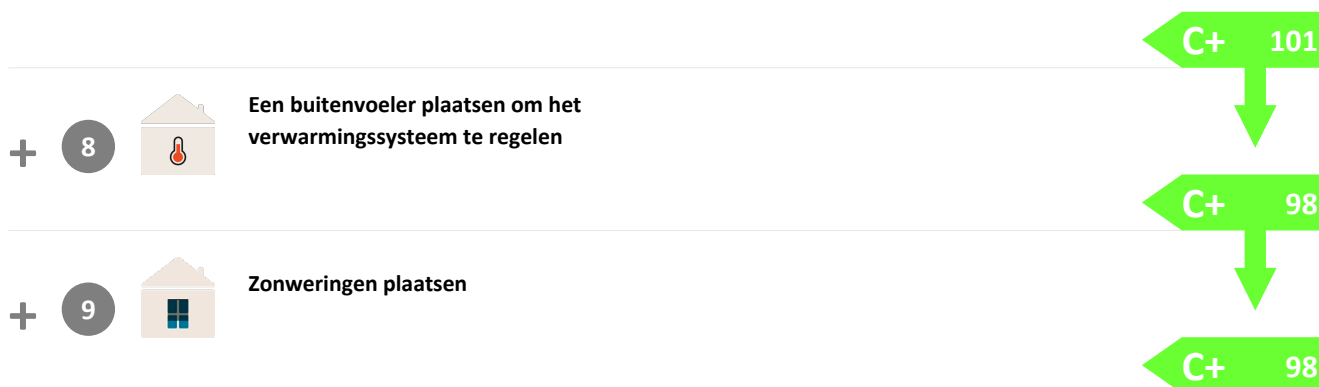 C+ 101
+ 8 Een buitenvoeler plaatsen om het
verwarmingssysteem te regelen
C+ 98
+ 9 Zonweringen plaatsen
C+ 98